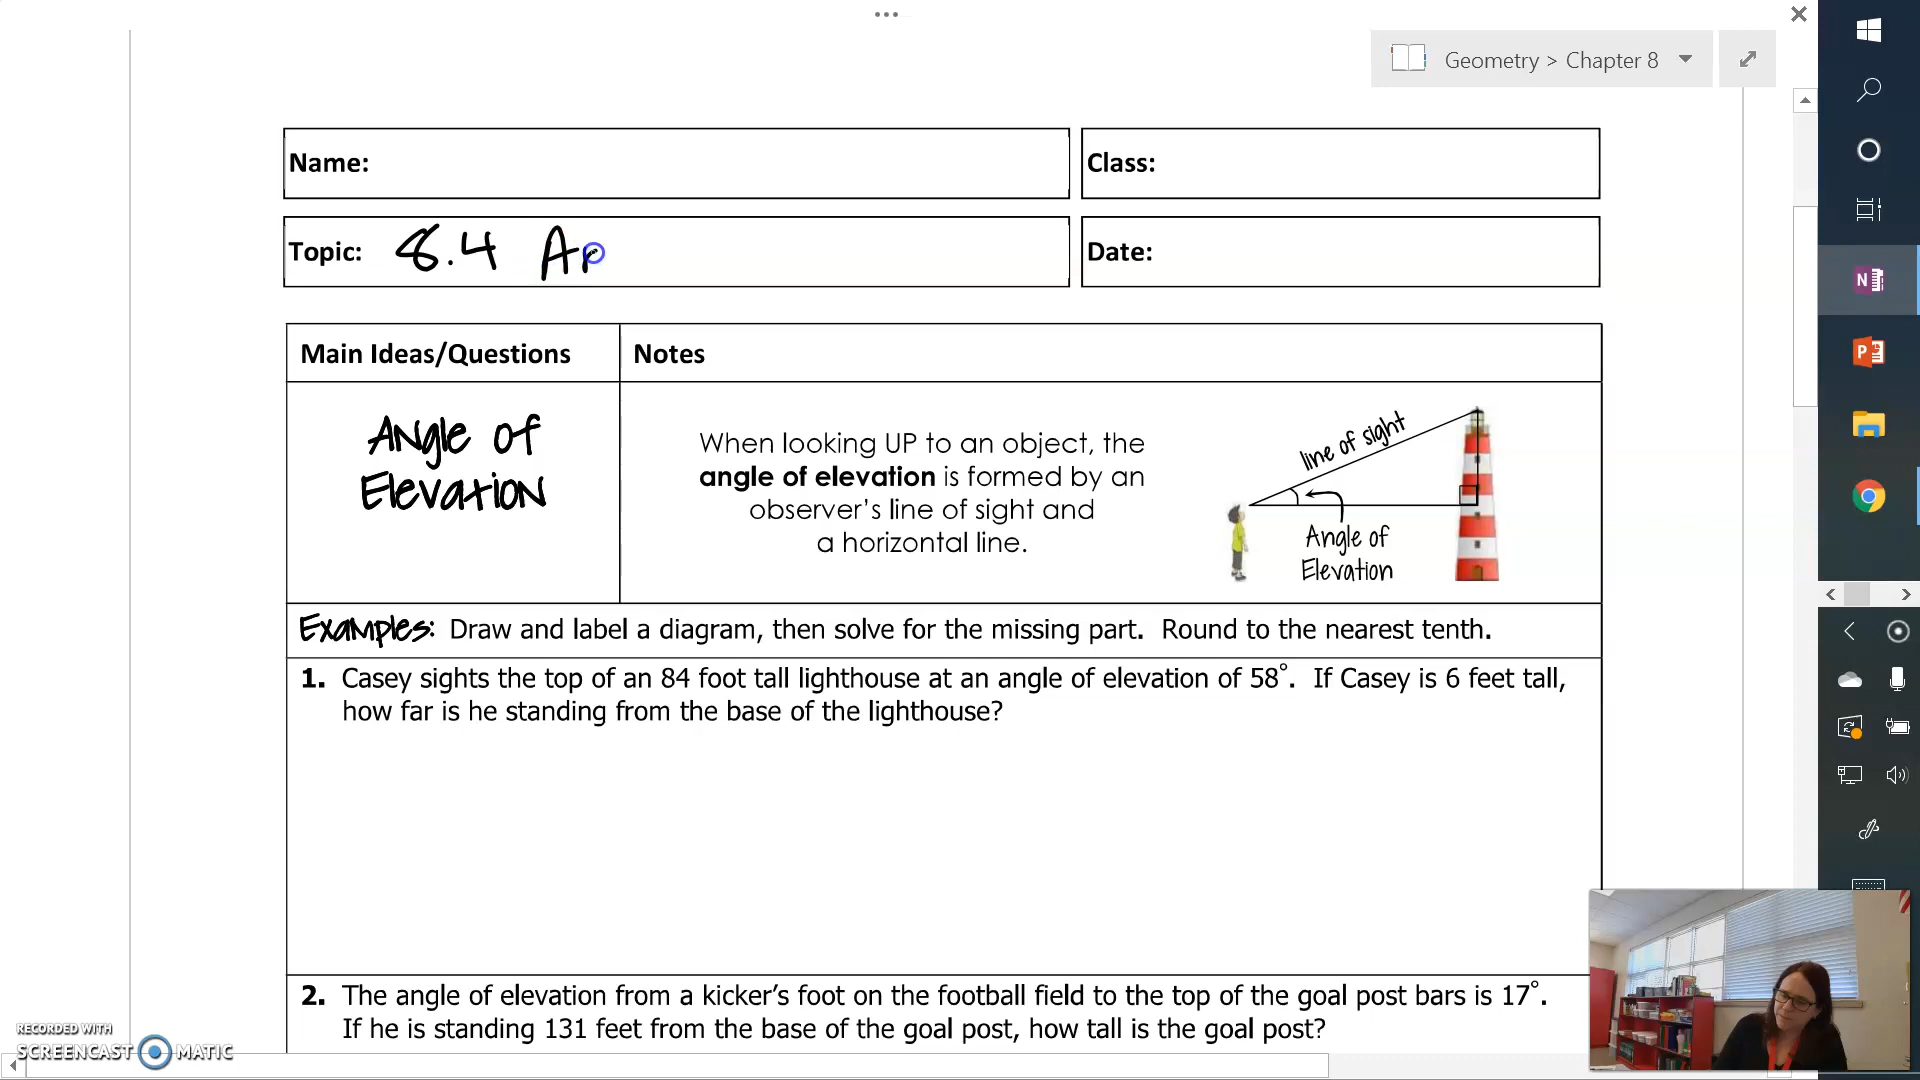 Geometry > Chapter 8
Name:
Class:
Topic: 8.4
Date:
Main Ideas/Questions
Notes
Angle of
Elevation
When looking UP to an object, the
angle of elevation is formed by an
observer's line of sight and
a horizontal line.
line of sight
Angle of
Elevation
Examples: Draw and label a diagram, then solve for the missing part. Round to the nearest tenth.
1. Casey sights the top of an 84 foot tall lighthouse at an angle of elevation of 58°. If Casey is 6 feet tall,
how far is he standing from the base of the lighthouse?
2. The angle of elevation from a kicker's foot on the football field to the top of the goal post bars is 17°.
If he is standing 131 feet from the base of the goal post, how tall is the goal post?
RECORDED WITH
SCREENCAST MATIC